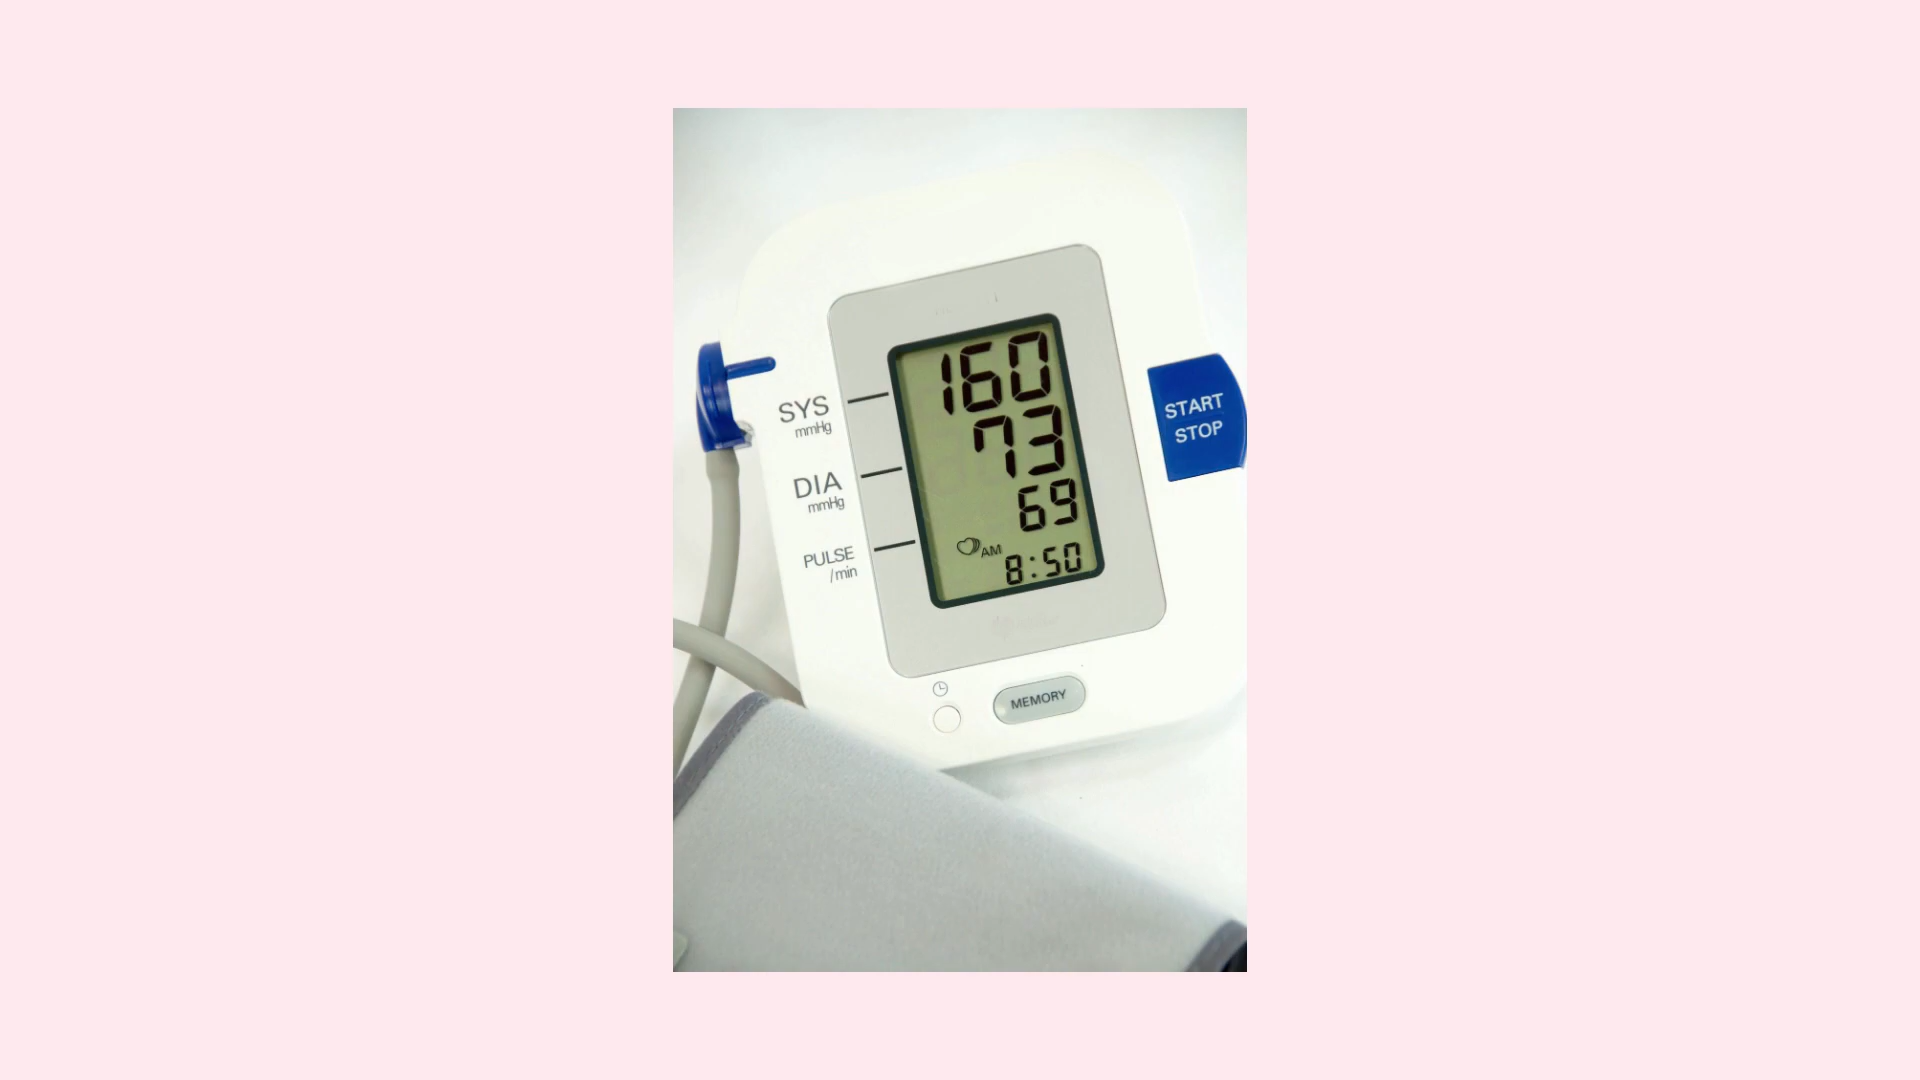 160
SYS
mmHg
73
DIA
mmHg
69
PULSE
/min
AM
8:50
START
STOP
MEMORY